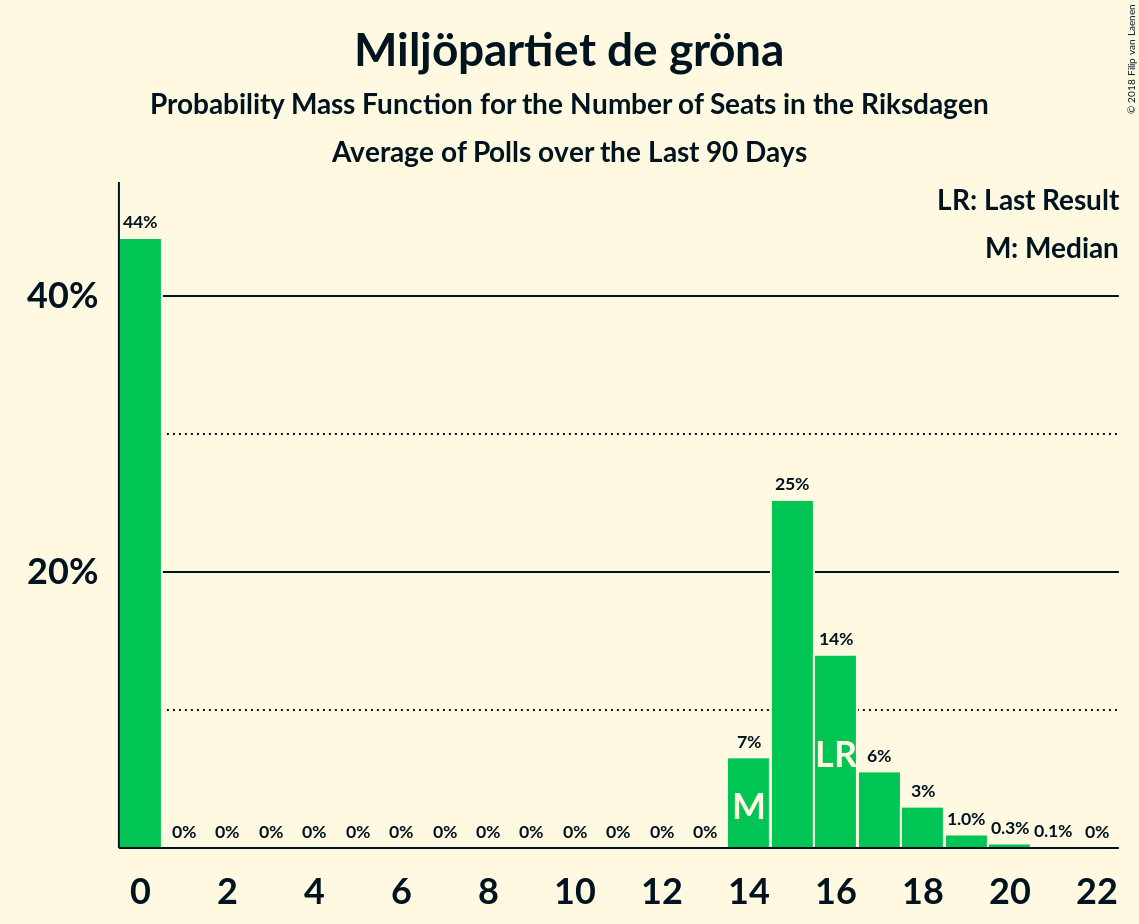 © 2018 Filip van Laenen
Miljöpartiet de gröna
Probability Mass Function for the Number of Seats in the Riksdagen
Average of Polls over the Last 90 Days
LR: Last Result
M: Median
44%
40%
25%
20%
14%
7%
LR
6%
M
3%
0% 0% 0% 0% 0% 0% 0% 0% 0% 0% 0% 0% 0% 1.0% 0.3% 0.1% 0%
0 2 4 6 8 10 12 14 16 18 20 22